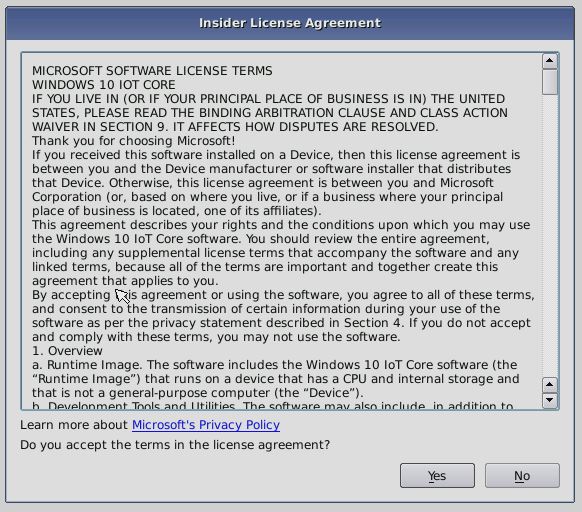 Insider License Agreement
MICROSOFT SOFTWARE LICENSE TERMS
WINDOWS 10 IOT CORE
IF YOU LIVE IN (OR IF YOUR PRINCIPAL PLACE OF BUSINESS IS IN) THE UNITED
STATES, PLEASE READ THE BINDING ARBITRATION CLAUSE AND CLASS ACTION
WAIVER IN SECTION 9. IT AFFECTS HOW DISPUTES ARE RESOLVED.
Thank you for choosing Microsoft!
If you received this software installed on a Device, then this license agreement is
between you and the Device manufacturer or software installer that distributes
that Device. Otherwise, this license agreement is between you and Microsoft
Corporation (or, based on where you live, or if a business where your principal
place of business is located, one of its affiliates).
This agreement describes your rights and the conditions upon which you may use
the Windows 10 IoT Core software. You should review the entire agreement,
including any supplemental license terms that accompany the software and any
linked terms, because all of the terms are important and together create this
agreement that applies to you.
By accepting this agreement or using the software, you agree to all of these terms,
and consent to the transmission of certain information during your use of the
software as per the privacy statement described in Section 4. If you do not accept
and comply with these terms, you may not use the software.
1. Overview
a. Runtime Image. The software includes the Windows 10 IoT Core software (the
“Runtime Image”) that runs on a device that has a CPU and internal storage and
that is not a general-purpose computer (the “Device”).
b. Development Tools and Utilities. The software may also include, in addition to
Learn more about Microsoft's Privacy Policy
Do you accept the terms in the license agreement?
Yes No